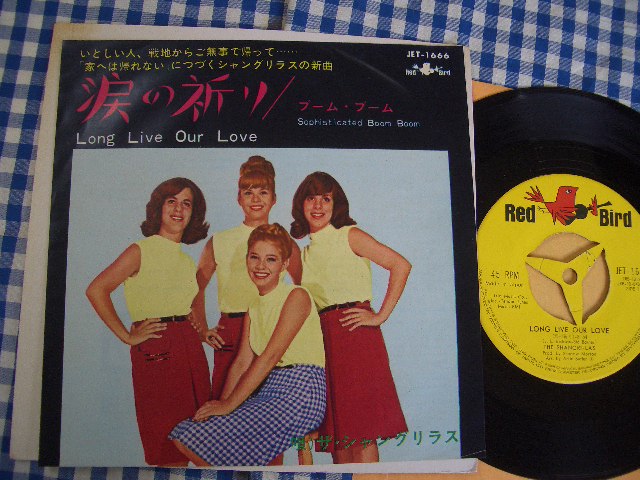 いとしい人、戦地からご無事で帰って……
JET-1666
「家へは帰れない」につづくシャングリラスの新曲
Red Bird
涙の祈り/
ブーム・ブーム
Sophisticated Boom Boom
Long Live Our Love
唄)ザ・シャングリラス
Red Bird
45 RPM
LONG LIVE OUR LOVE
THE SHANGRI-LAS